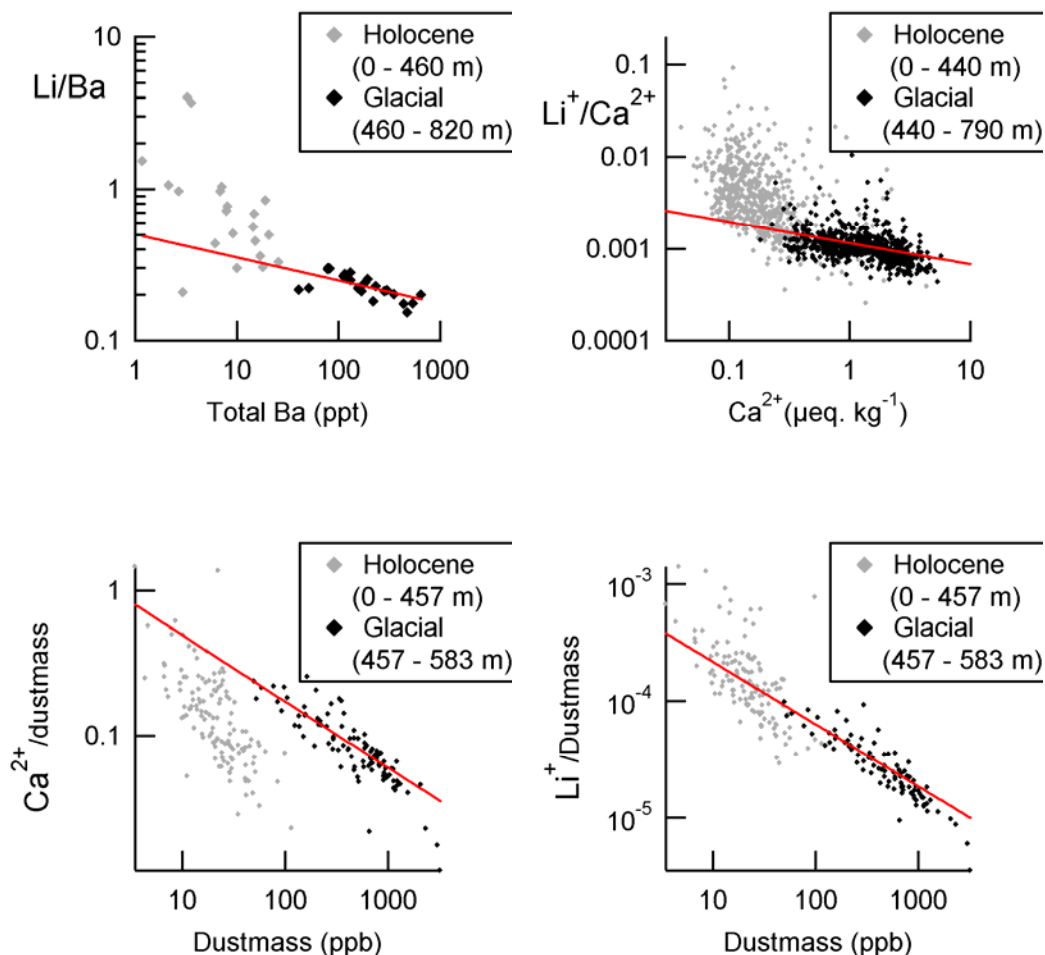 10
Li/Ba
1
0.1
1
10
100
1000
Total Ba (ppt)
Holocene
(0 - 460 m)
Glacial
(460 - 820 m)
0.1
Li⁺/Ca²⁺
0.01
0.001
0.0001
0.1
1
10
Ca²⁺(μeq. kg⁻¹)
Holocene
(0 - 440 m)
Glacial
(440 - 790 m)
1
Ca²⁺/dustmass
0.1
10
100
1000
Dustmass (ppb)
Holocene
(0 - 457 m)
Glacial
(457 - 583 m)
10⁻³
Li⁺/Dustmass
10⁻⁴
10⁻⁵
10
100
1000
Dustmass (ppb)
Holocene
(0 - 457 m)
Glacial
(457 - 583 m)